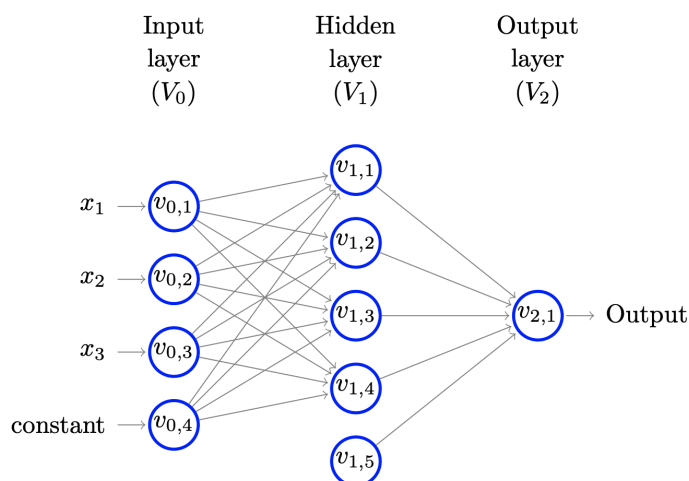 Input Hidden Output
layer layer layer
(V₀) (V₁) (V₂)
v₁,₁
x₁ v₀,₁
v₁,₂
x₂ v₀,₂
v₁,₃ v₂,₁ Output
x₃ v₀,₃
v₁,₄
constant v₀,₄
v₁,₅